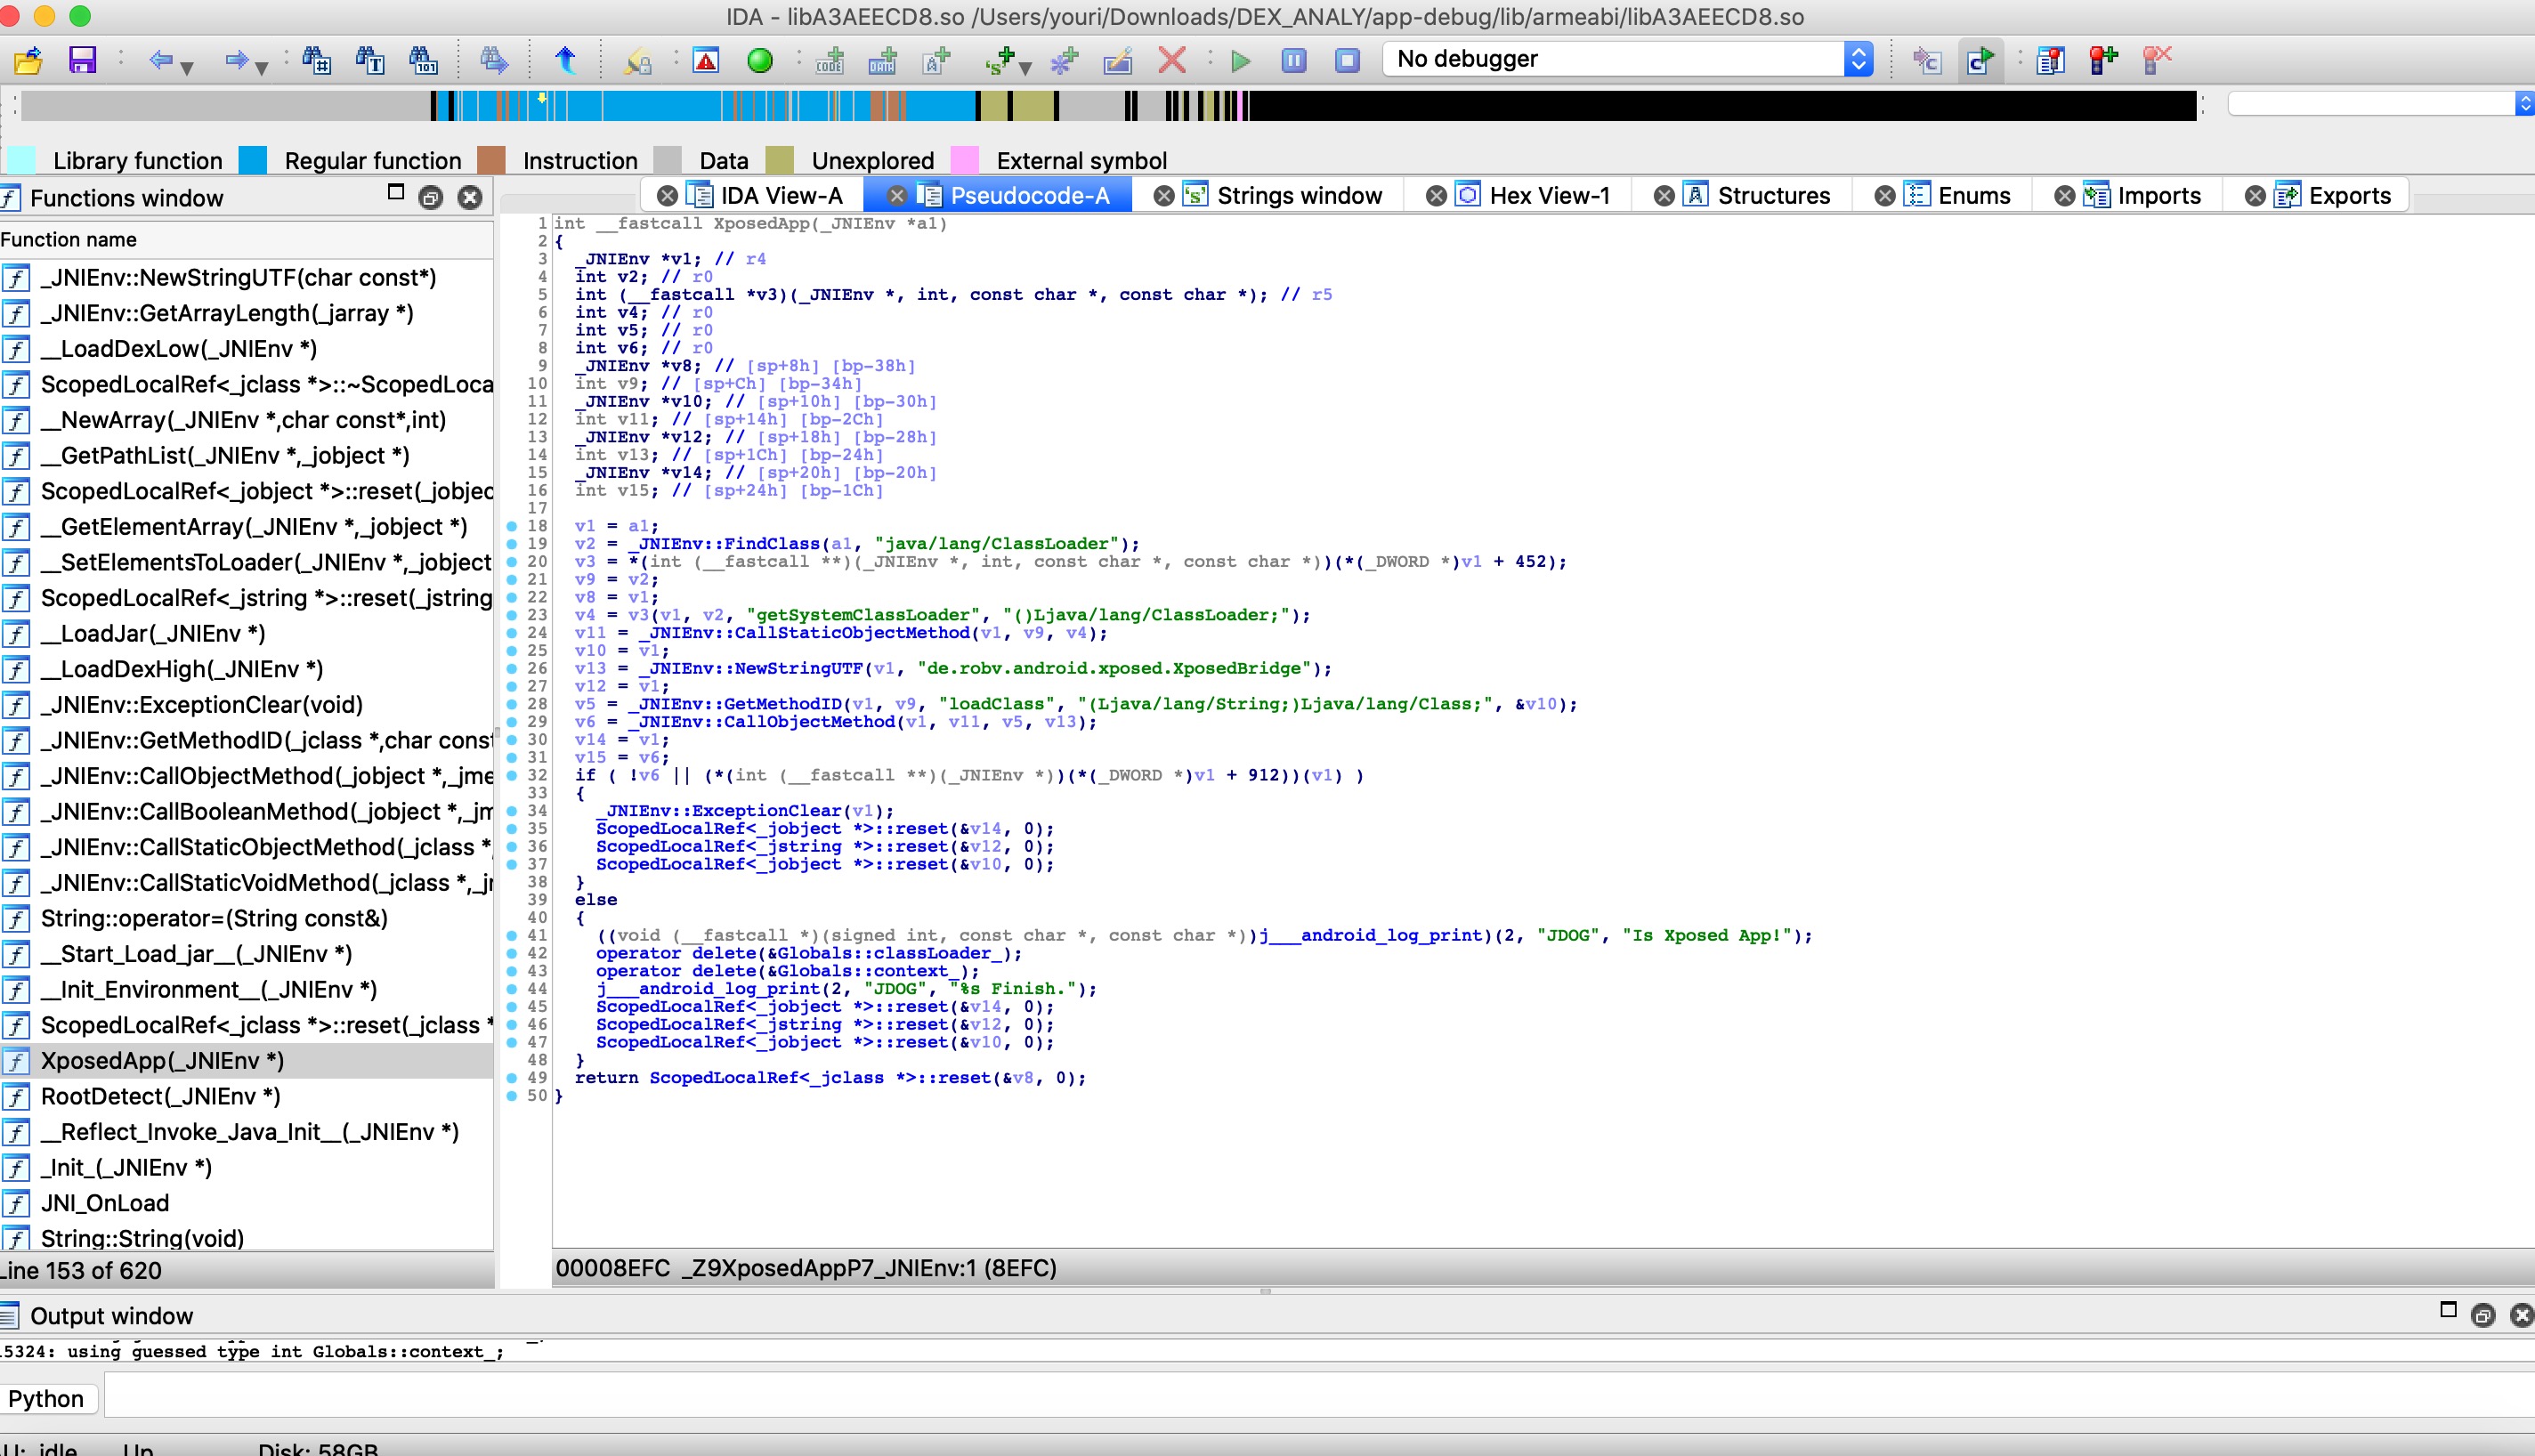 IDA - libA3AEECD8.so /Users/youri/Downloads/DEX_ANALY/app-debug/lib/armeabi/libA3AEECD8.so
No debugger
Library function Regular function Instruction Data Unexplored External symbol
Functions window
IDA View-A Pseudocode-A Strings window Hex View-1 Structures Enums Imports Exports
Function name
_JNIEnv::NewStringUTF(char const*)
_JNIEnv::GetArrayLength(_jarray *)
__LoadDexLow(_JNIEnv *)
ScopedLocalRef<_jclass *>::~ScopedLoca
__NewArray(_JNIEnv *,char const*,int)
__GetPathList(_JNIEnv *,_jobject *)
ScopedLocalRef<_jobject *>::reset(_jobjec
__GetElementArray(_JNIEnv *,_jobject *)
__SetElementsToLoader(_JNIEnv *,_jobject
ScopedLocalRef<_jstring *>::reset(_jstring
__LoadJar(_JNIEnv *)
__LoadDexHigh(_JNIEnv *)
_JNIEnv::ExceptionClear(void)
_JNIEnv::GetMethodID(_jclass *,char const
_JNIEnv::CallObjectMethod(_jobject *,_jme
_JNIEnv::CallBooleanMethod(_jobject *,_jm
_JNIEnv::CallStaticObjectMethod(_jclass *,
_JNIEnv::CallStaticVoidMethod(_jclass *,_jr
String::operator=(String const&)
__Start_Load_jar__(_JNIEnv *)
__Init_Environment__(_JNIEnv *)
ScopedLocalRef<_jclass *>::reset(_jclass *
XposedApp(_JNIEnv *)
RootDetect(_JNIEnv *)
__Reflect_Invoke_Java_Init__(_JNIEnv *)
_Init_(_JNIEnv *)
JNI_OnLoad
String::String(void)
Line 153 of 620
1 int __fastcall XposedApp(_JNIEnv *a1)
2 {
3 _JNIEnv *v1; // r4
4 int v2; // r0
5 int (__fastcall *v3)(_JNIEnv *, int, const char *, const char *); // r5
6 int v4; // r0
7 int v5; // r0
8 int v6; // r0
9 _JNIEnv *v8; // [sp+8h] [bp-38h]
10 int v9; // [sp+Ch] [bp-34h]
11 _JNIEnv *v10; // [sp+10h] [bp-30h]
12 int v11; // [sp+14h] [bp-2Ch]
13 _JNIEnv *v12; // [sp+18h] [bp-28h]
14 int v13; // [sp+1Ch] [bp-24h]
15 _JNIEnv *v14; // [sp+20h] [bp-20h]
16 int v15; // [sp+24h] [bp-1Ch]
17
18 v1 = a1;
19 v2 = _JNIEnv::FindClass(a1, "java/lang/ClassLoader");
20 v3 = *(int (__fastcall **)(_JNIEnv *, int, const char *, const char *))(*(_DWORD *)v1 + 452);
21 v9 = v2;
22 v8 = v1;
23 v4 = v3(v1, v2, "getSystemClassLoader", "()Ljava/lang/ClassLoader;");
24 v11 = _JNIEnv::CallStaticObjectMethod(v1, v9, v4);
25 v10 = v1;
26 v13 = _JNIEnv::NewStringUTF(v1, "de.robv.android.xposed.XposedBridge");
27 v12 = v1;
28 v5 = _JNIEnv::GetMethodID(v1, v9, "loadClass", "(Ljava/lang/String;)Ljava/lang/Class;", &v10);
29 v6 = _JNIEnv::CallObjectMethod(v1, v11, v5, v13);
30 v14 = v1;
31 v15 = v6;
32 if ( !v6 || (*(int (__fastcall **)(_JNIEnv *))(*(_DWORD *)v1 + 912))(v1) )
33 {
34 _JNIEnv::ExceptionClear(v1);
35 ScopedLocalRef<_jobject *>::reset(&v14, 0);
36 ScopedLocalRef<_jstring *>::reset(&v12, 0);
37 ScopedLocalRef<_jobject *>::reset(&v10, 0);
38 }
39 else
40 {
41 ((void (__fastcall *)(signed int, const char *, const char *))j___android_log_print)(2, "JDOG", "Is Xposed App!");
42 operator delete(&Globals::classLoader_);
43 operator delete(&Globals::context_);
44 j___android_log_print(2, "JDOG", "%s Finish.");
45 ScopedLocalRef<_jobject *>::reset(&v14, 0);
46 ScopedLocalRef<_jstring *>::reset(&v12, 0);
47 ScopedLocalRef<_jobject *>::reset(&v10, 0);
48 }
49 return ScopedLocalRef<_jclass *>::reset(&v8, 0);
50 }
00008EFC _Z9XposedAppP7_JNIEnv:1 (8EFC)
Output window
15324: using guessed type int Globals::context_;
Python
AU: idle Up Disk: 58GB